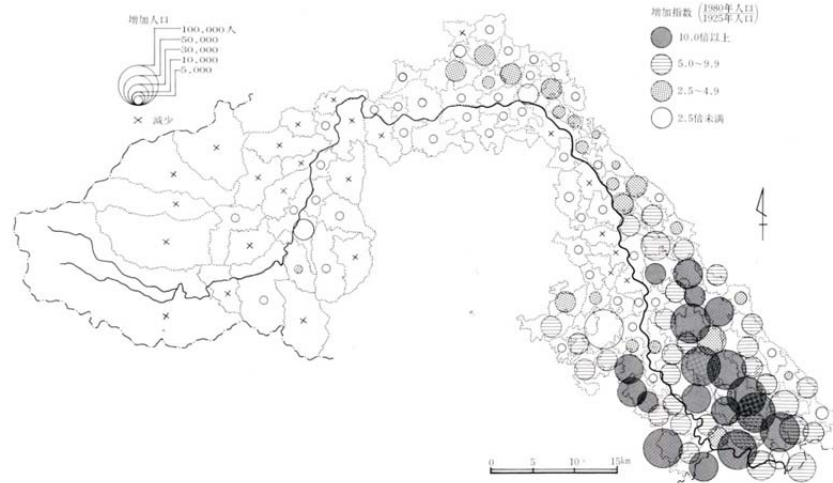 増加人口
100,000人
50,000
30,000
10,000
5,000
× 減少
増加指数 (1980年人口/1925年人口)
10.0倍以上
5.0~9.9
2.5~4.9
2.5倍未満
0 5 10 15km